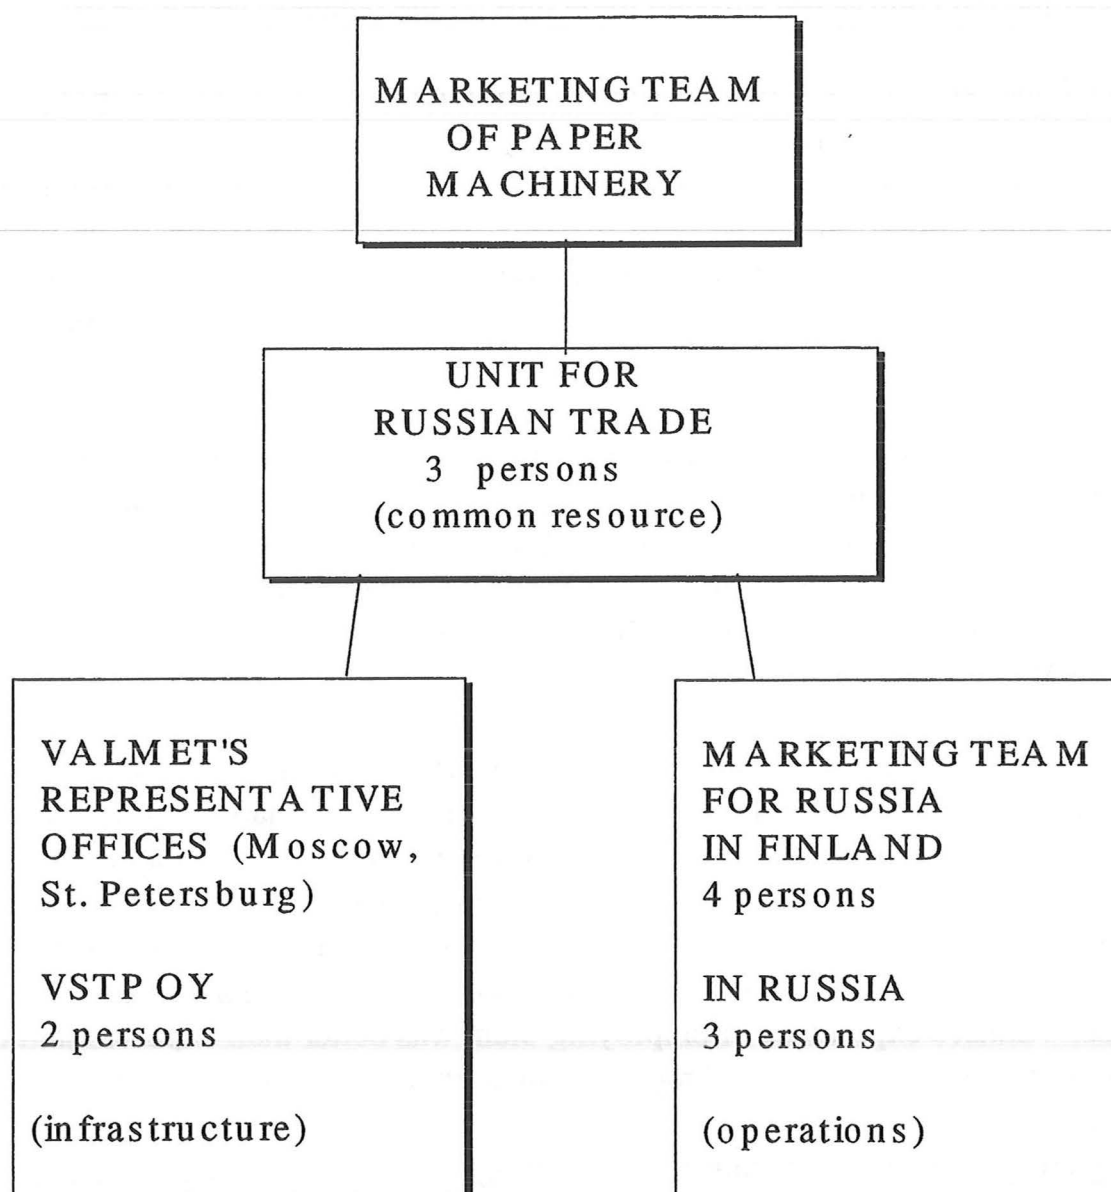 MARKETING TEAM
OF PAPER
MACHINERY
UNIT FOR
RUSSIAN TRADE
3 persons
(common resource)
VALMET'S
REPRESENTATIVE
OFFICES (Moscow,
St. Petersburg)
VSTP OY
2 persons
(infrastructure)
MARKETING TEAM
FOR RUSSIA
IN FINLAND
4 persons
IN RUSSIA
3 persons
(operations)